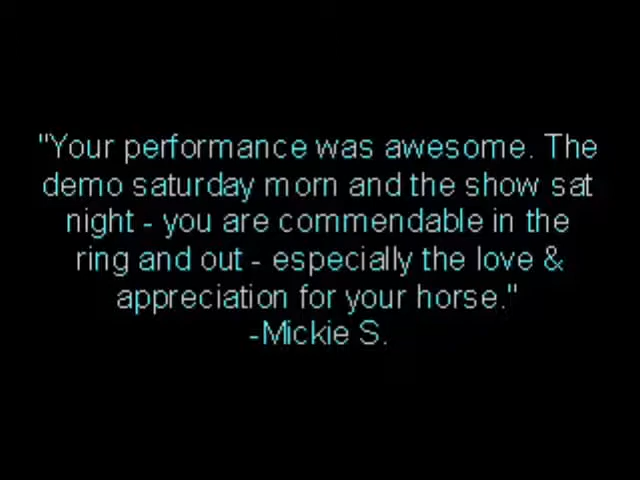 "Your performance was awesome. The
demo saturday morn and the show sat
night - you are commendable in the
ring and out - especially the love &
appreciation for your horse."
-Mickie S.